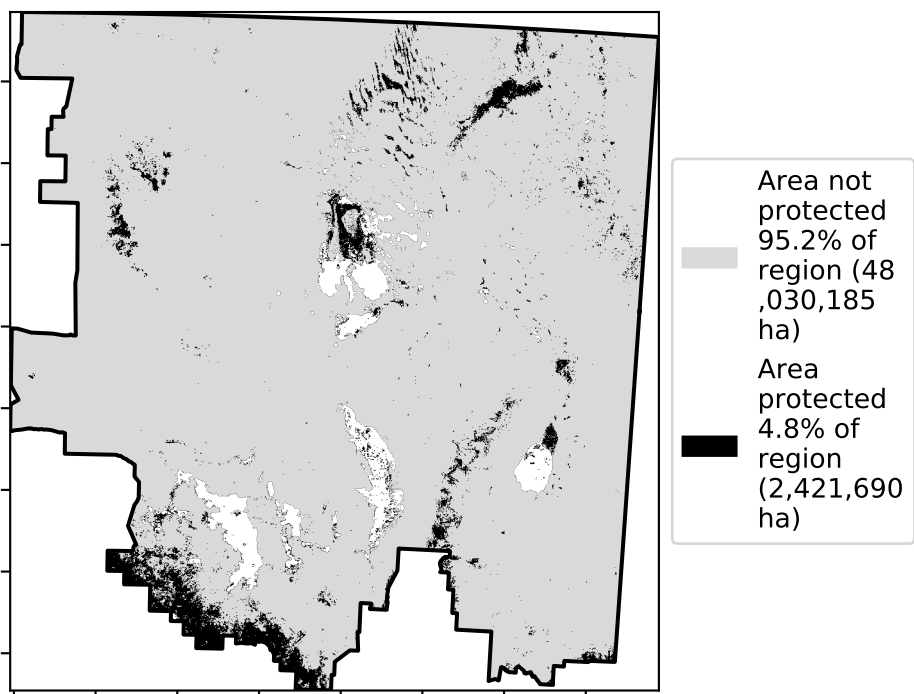 Area not
protected
95.2% of
region (48
,030,185
ha)
Area
protected
4.8% of
region
(2,421,690
ha)